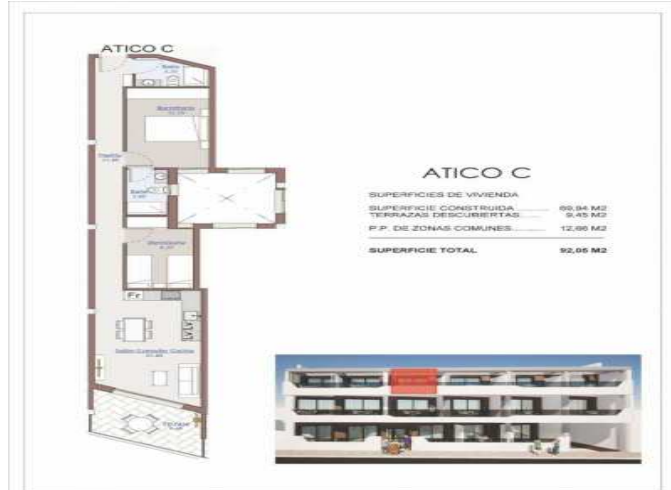 ATICO C
Baño
Dormitorio
Baño
Dormitorio
Fr
Salón-Comedor-Cocina
ATICO C
SUPERFICIES DE VIVIENDA
SUPERFICIE CONSTRUIDA 69,94 M2
TERRAZAS DESCUBIERTAS 9,45 M2
P.P. DE ZONAS COMUNES 12,66 M2
SUPERFICIE TOTAL 92,05 M2